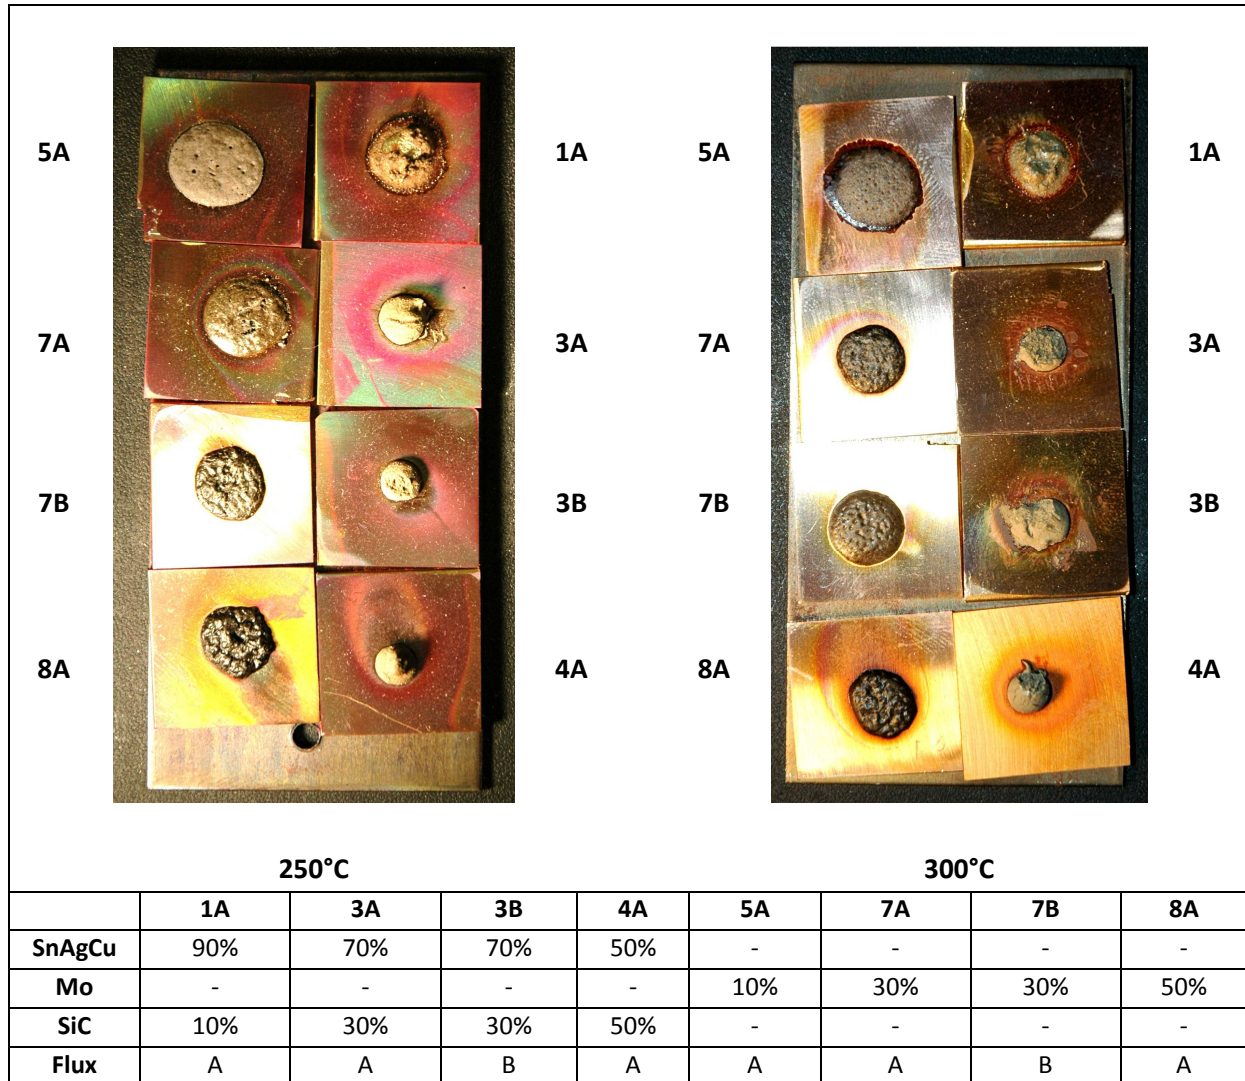 5A 1A 5A 1A
7A 3A 7A 3A
7B 3B 7B 3B
8A 4A 8A 4A
250°C 300°C
1A 3A 3B 4A 5A 7A 7B 8A
SnAgCu 90% 70% 70% 50% - - - -
Mo - - - - 10% 30% 30% 50%
SiC 10% 30% 30% 50% - - - -
Flux A A B A A A B A